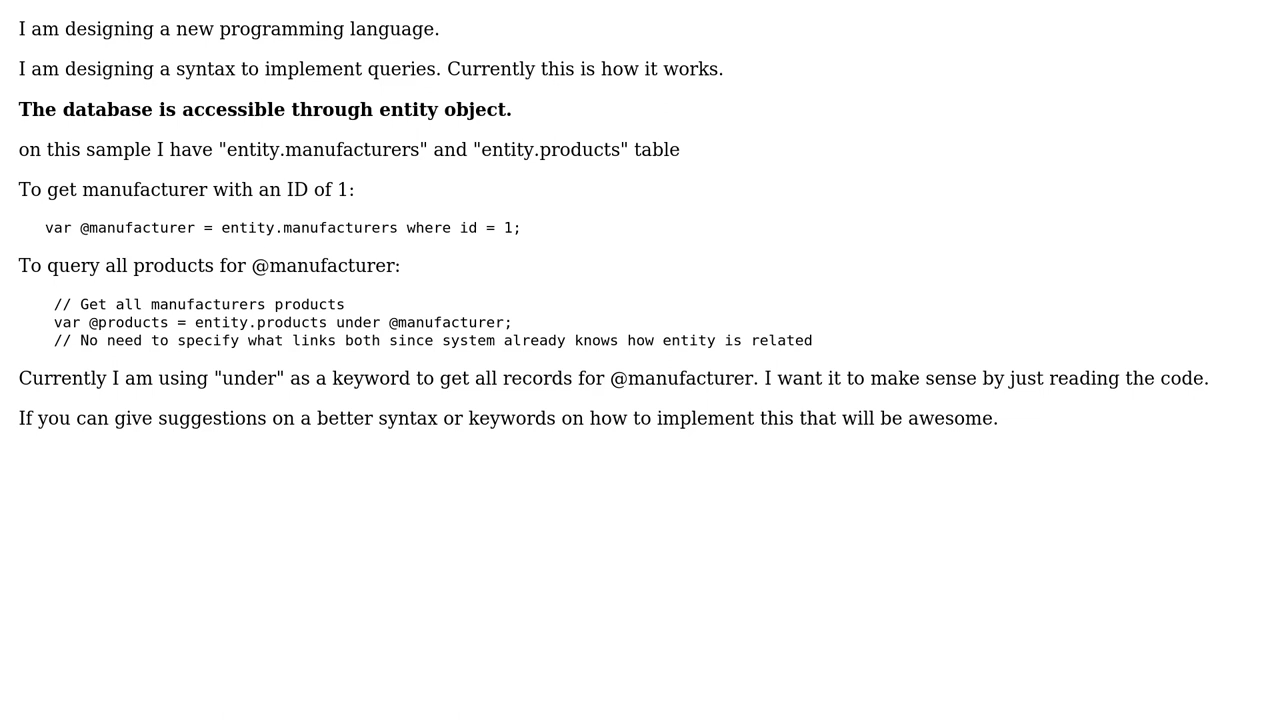 I am designing a new programming language.
I am designing a syntax to implement queries. Currently this is how it works.
The database is accessible through entity object.
on this sample I have "entity.manufacturers" and "entity.products" table
To get manufacturer with an ID of 1:
var @manufacturer = entity.manufacturers where id = 1;
To query all products for @manufacturer:
// Get all manufacturers products
var @products = entity.products under @manufacturer;
// No need to specify what links both since system already knows how entity is related
Currently I am using "under" as a keyword to get all records for @manufacturer. I want it to make sense by just reading the code.
If you can give suggestions on a better syntax or keywords on how to implement this that will be awesome.